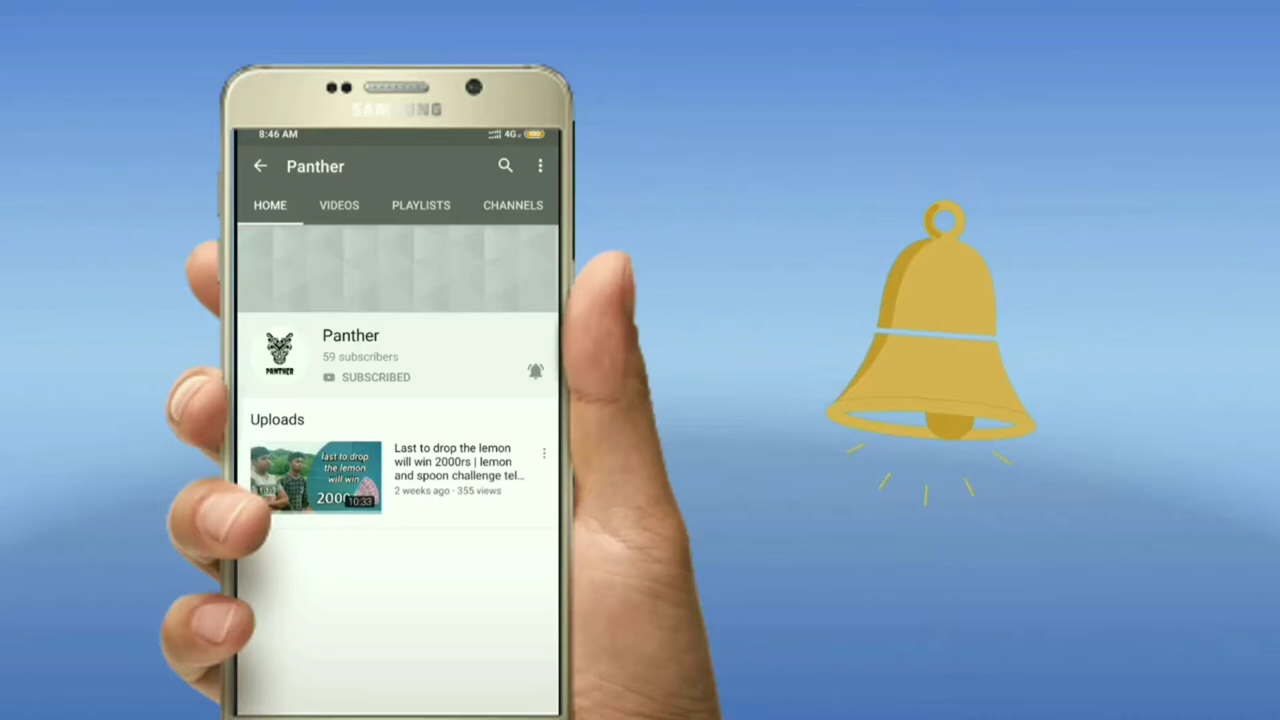 SAMSUNG
8:46 AM
4G
Panther
HOME VIDEOS PLAYLISTS CHANNELS
Panther
59 subscribers
SUBSCRIBED
PANTHER
Uploads
last to drop
the lemon
will win
10:33
Last to drop the lemon
will win 2000rs | lemon
and spoon challenge tel...
2 weeks ago · 355 views